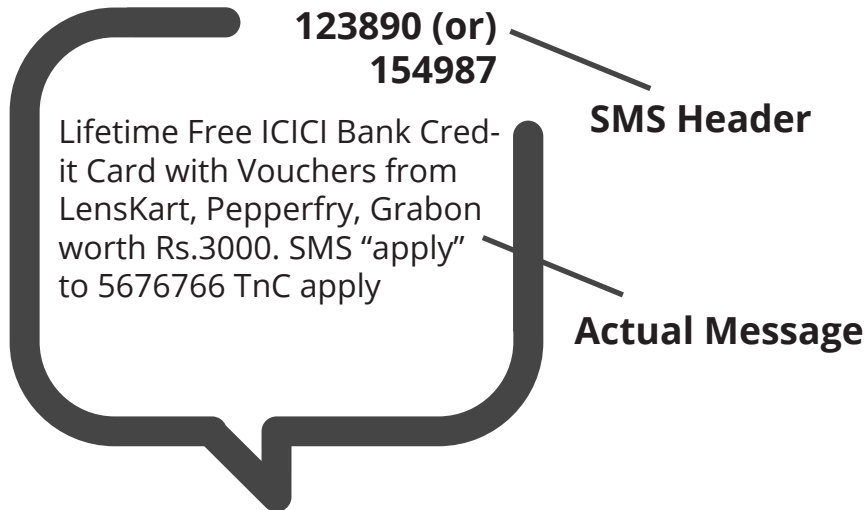 123890 (or)
154987
SMS Header
Lifetime Free ICICI Bank Cred-
it Card with Vouchers from
LensKart, Pepperfry, Grabon
worth Rs.3000. SMS “apply”
to 5676766 TnC apply
Actual Message